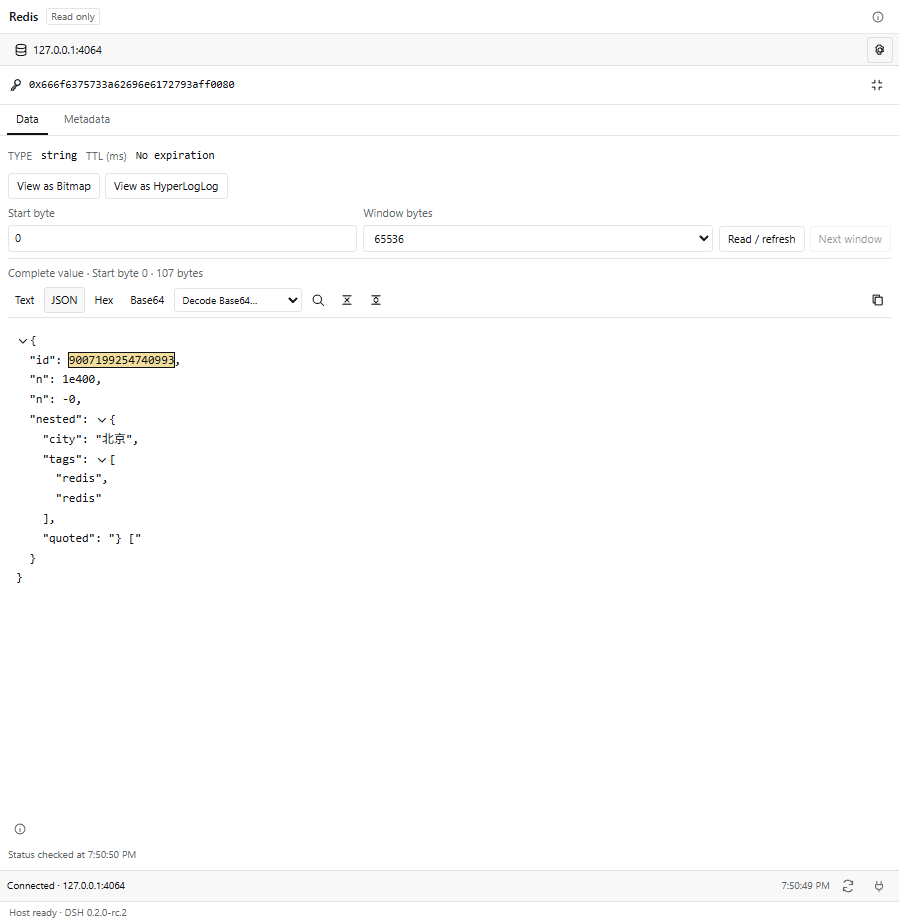 Redis Read only
127.0.0.1:4064
0x666f6375733a62696e6172793aff0080
Data Metadata
TYPE string TTL (ms) No expiration
View as Bitmap View as HyperLogLog
Start byte Window bytes
0 65536 Read / refresh Next window
Complete value · Start byte 0 · 107 bytes
Text JSON Hex Base64 Decode Base64...
{
"id": 9007199254740993,
"n": 1e400,
"n": -0,
"nested": {
"city": "北京",
"tags": [
"redis",
"redis"
],
"quoted": "} ["
}
}
Status checked at 7:50:50 PM
Connected · 127.0.0.1:4064 7:50:49 PM
Host ready · DSH 0.2.0-rc.2